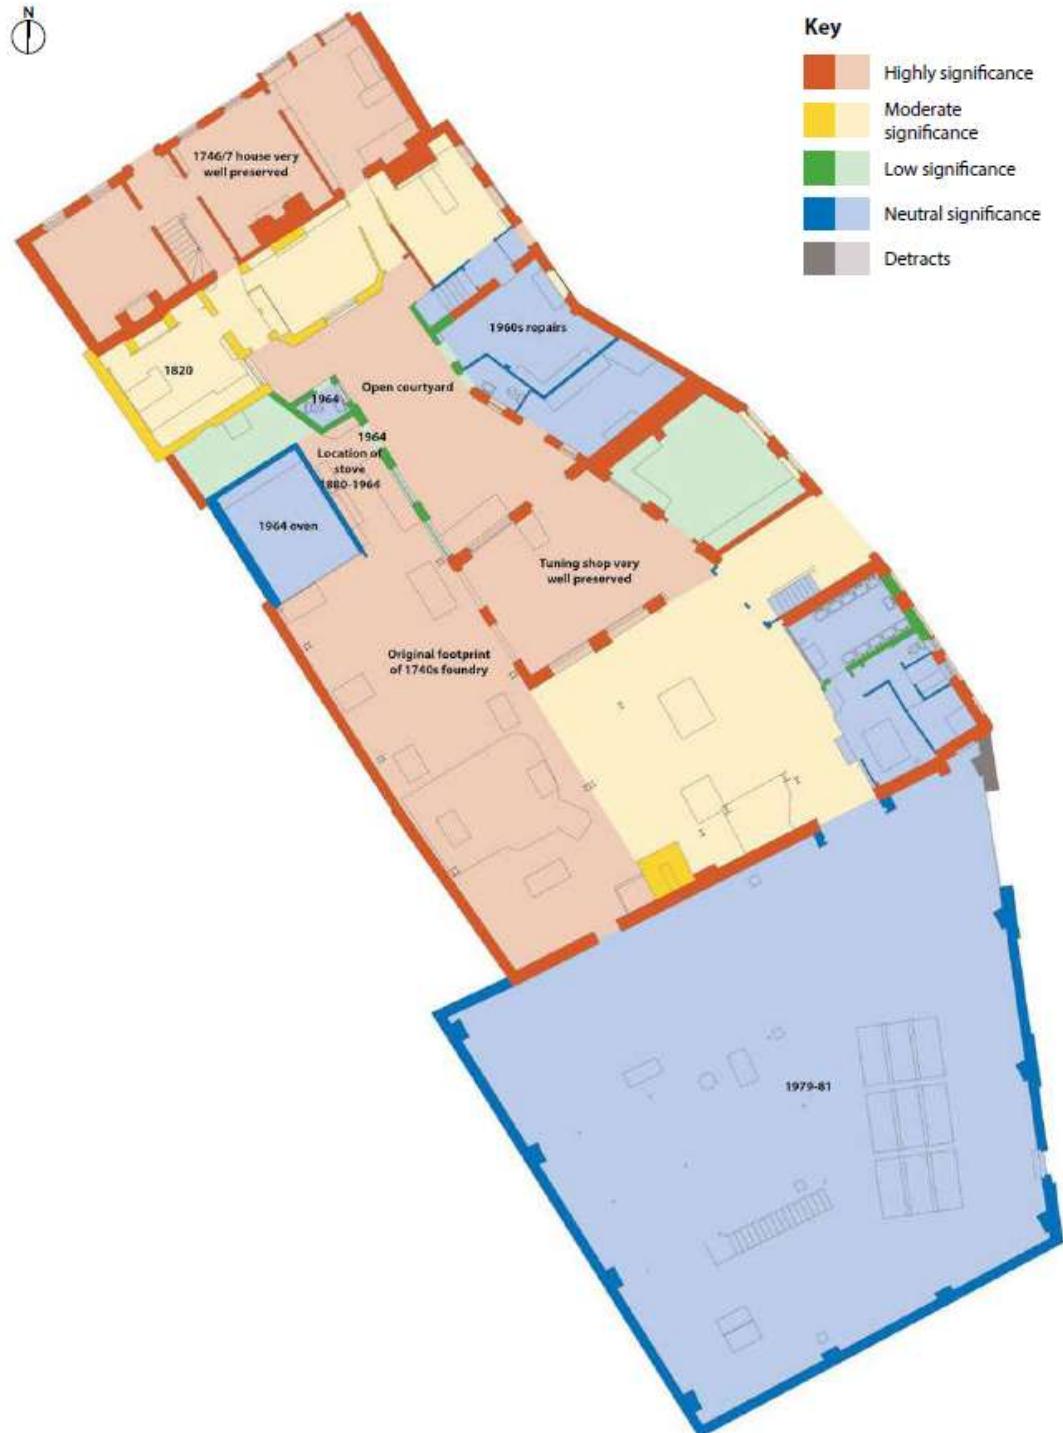 N
Key
Highly significance
Moderate
significance
Low significance
Neutral significance
Detracts
1746/7 house very
well preserved
1960s repairs
1820
Open courtyard
1964
1964
Location of
stove
1880-1964
1964 oven
Tuning shop very
well preserved
Original footprint
of 1740s foundry
1979-81